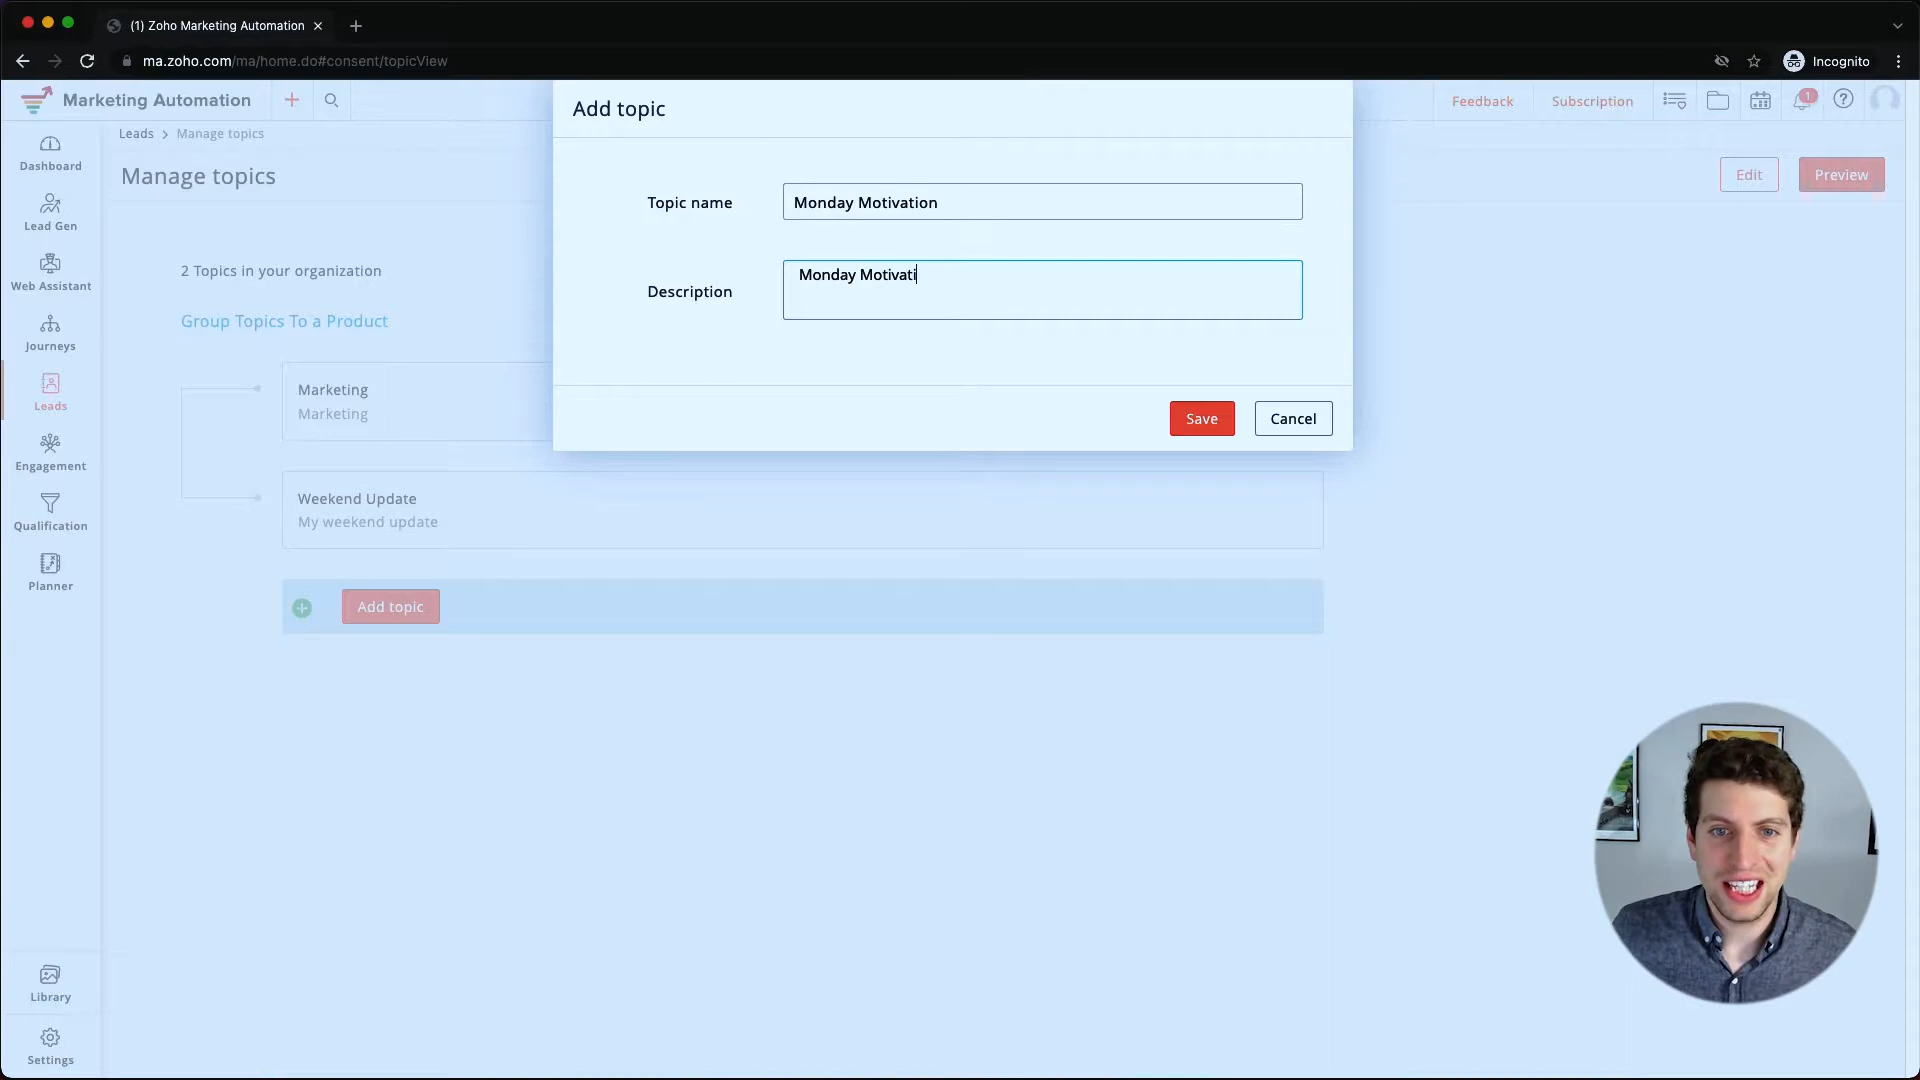 (1) Zoho Marketing Automation
ma.zoho.com/ma/home.do#consent/topicView
Incognito
Marketing Automation
Feedback
Subscription
1
Leads > Manage topics
Manage topics
Edit
Preview
Dashboard
Lead Gen
Web Assistant
Journeys
Leads
Engagement
Qualification
Planner
Library
Settings
2 Topics in your organization
Group Topics To a Product
Marketing
Marketing
Weekend Update
My weekend update
Add topic
Add topic
Topic name
Monday Motivation
Description
Monday Motivati
Save
Cancel